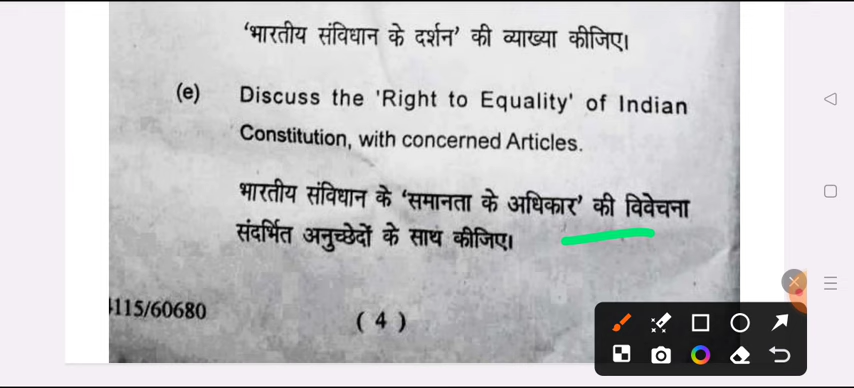 'भारतीय संविधान के दर्शन' की व्याख्या कीजिए।
(e) Discuss the 'Right to Equality' of Indian
Constitution, with concerned Articles.
भारतीय संविधान के 'समानता के अधिकार' की विवेचना
संदर्भित अनुच्छेदों के साथ कीजिए।
115/60680
( 4 )